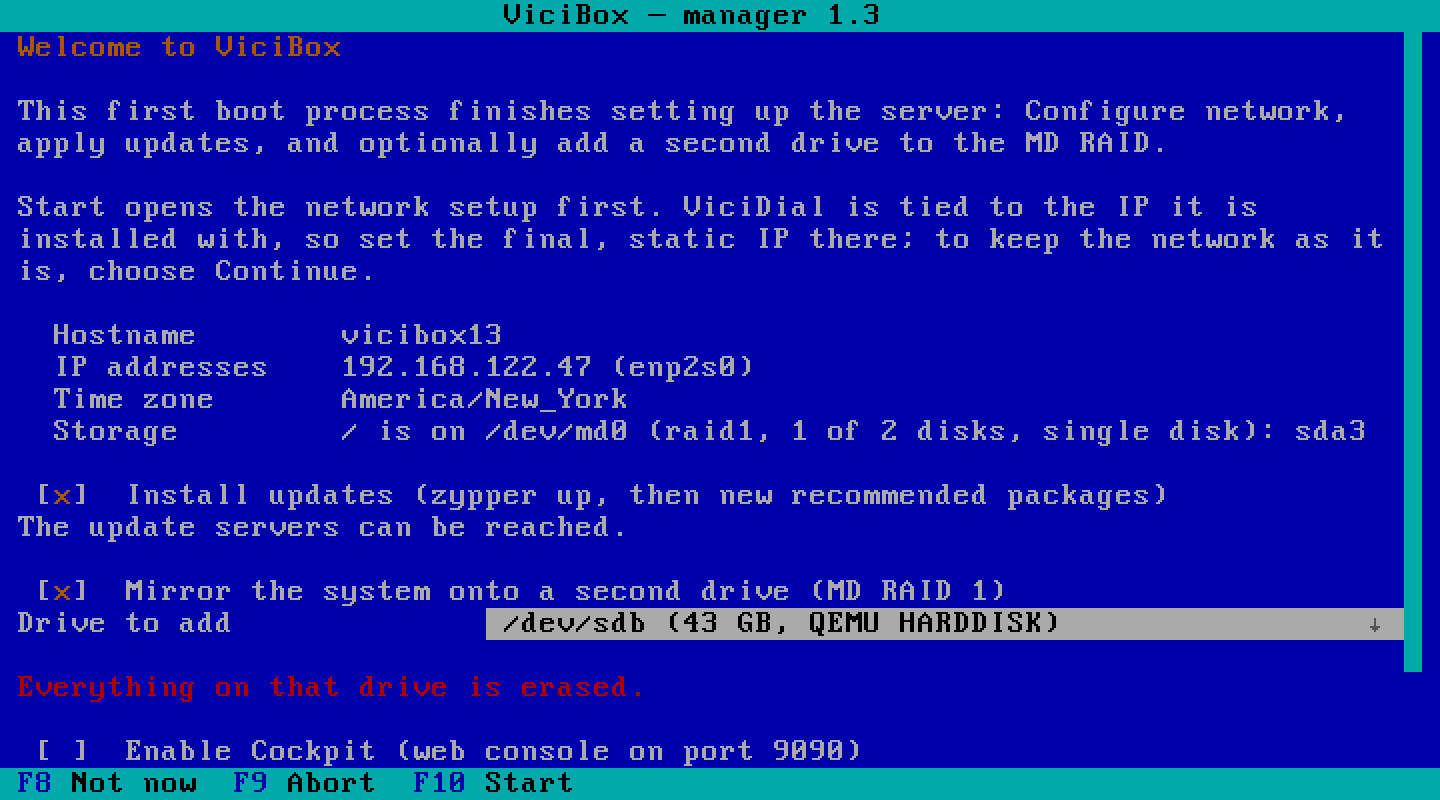 ViciBox — manager 1.3
Welcome to ViciBox
This first boot process finishes setting up the server: Configure network,
apply updates, and optionally add a second drive to the MD RAID.
Start opens the network setup first. ViciDial is tied to the IP it is
installed with, so set the final, static IP there; to keep the network as it
is, choose Continue.
Hostname vicibox13
IP addresses 192.168.122.47 (enp2s0)
Time zone America/New_York
Storage / is on /dev/md0 (raid1, 1 of 2 disks, single disk): sda3
[x] Install updates (zypper up, then new recommended packages)
The update servers can be reached.
[x] Mirror the system onto a second drive (MD RAID 1)
Drive to add /dev/sdb (43 GB, QEMU HARDDISK) ↓
Everything on that drive is erased.
[ ] Enable Cockpit (web console on port 9090)
F8 Not now F9 Abort F10 Start